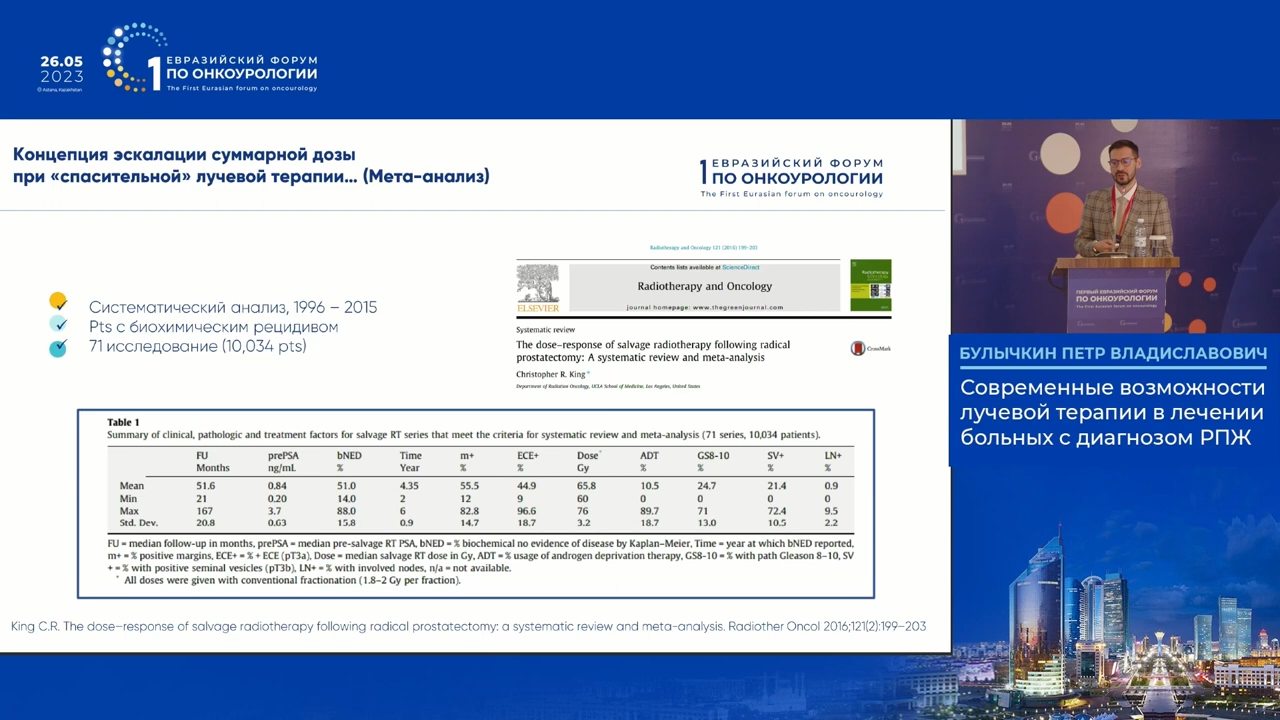 26.05
2023
Astana, Kazakhstan
1 ЕВРАЗИЙСКИЙ ФОРУМ
ПО ОНКОУРОЛОГИИ
The First Eurasian forum on oncourology
Концепция эскалации суммарной дозы
при «спасительной» лучевой терапии... (Мета-анализ)
1 ЕВРАЗИЙСКИЙ ФОРУМ
ПО ОНКОУРОЛОГИИ
The First Eurasian forum on oncourology
Систематический анализ, 1996 – 2015
Pts с биохимическим рецидивом
71 исследование (10,034 pts)
Radiotherapy and Oncology 121 (2016) 199–203
Contents lists available at ScienceDirect
Radiotherapy and Oncology
journal homepage: www.thegreenjournal.com
ELSEVIER
Systematic review
The dose–response of salvage radiotherapy following radical
prostatectomy: A systematic review and meta-analysis
CrossMark
Christopher R. King *
Department of Radiation Oncology, UCLA School of Medicine, Los Angeles, United States
Table 1
Summary of clinical, pathologic and treatment factors for salvage RT series that meet the criteria for systematic review and meta-analysis (71 series, 10,034 patients).
FU prePSA bNED Time m+ ECE+ Dose* ADT GS8-10 SV+ LN+
Months ng/mL % Year % % Gy % % % %
Mean 51.6 0.84 51.0 4.35 55.5 44.9 65.8 10.5 24.7 21.4 0.9
Min 21 0.20 14.0 2 12 9 60 0 0 0 0
Max 167 3.7 88.0 6 82.8 96.6 76 89.7 71 72.4 9.5
Std. Dev. 20.8 0.63 15.8 0.9 14.7 18.7 3.2 18.7 13.0 10.5 2.2
FU = median follow-up in months, prePSA = median pre-salvage RT PSA, bNED = % biochemical no evidence of disease by Kaplan–Meier, Time = year at which bNED reported,
m+ = % positive margins, ECE+ = % + ECE (pT3a), Dose = median salvage RT dose in Gy, ADT = % usage of androgen deprivation therapy, GS8-10 = % with path Gleason 8–10, SV
+ = % with positive seminal vesicles (pT3b), LN+ = % with involved nodes, n/a = not available.
* All doses were given with conventional fractionation (1.8–2 Gy per fraction).
King C.R. The dose–response of salvage radiotherapy following radical prostatectomy: a systematic review and meta-analysis. Radiother Oncol 2016;121(2):199–203
ПЕРВЫЙ ЕВРАЗИЙСКИЙ ФОРУМ
ПО ОНКОУРОЛОГИИ
The First Eurasian forum on oncourology
БУЛЫЧКИН ПЕТР ВЛАДИСЛАВОВИЧ
Современные возможности
лучевой терапии в лечении
больных с диагнозом РПЖ